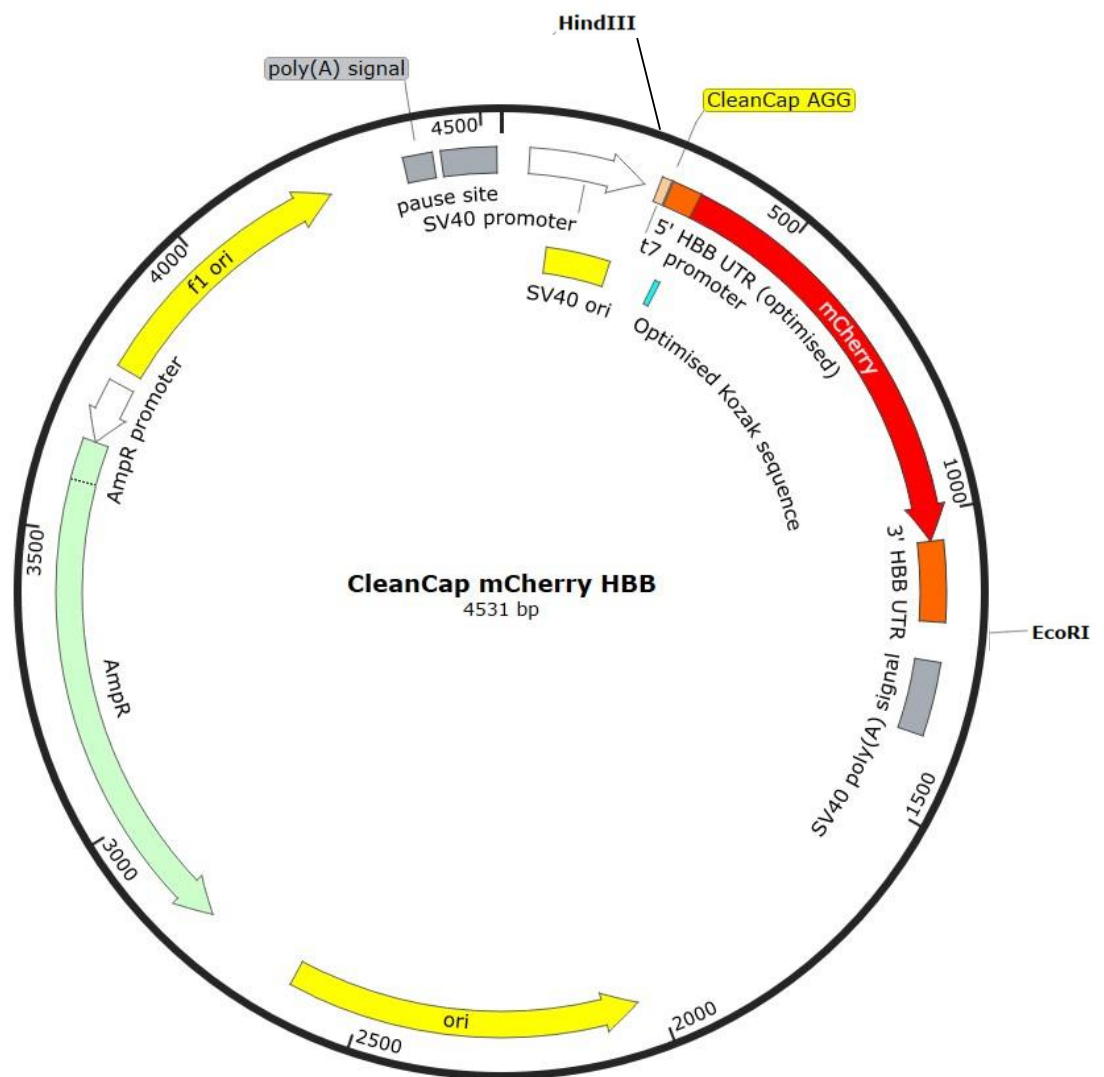 HindIII
poly(A) signal
CleanCap AGG
4500
pause site
SV40 promoter
500
5' HBB UTR (optimised)
t7 promoter
SV40 ori
Optimised Kozak sequence
mCherry
4000
f1 ori
AmpR promoter
1000
3' HBB UTR
3500
CleanCap mCherry HBB
4531 bp
EcoRI
AmpR
SV40 poly(A) signal
1500
3000
ori
2000
2500